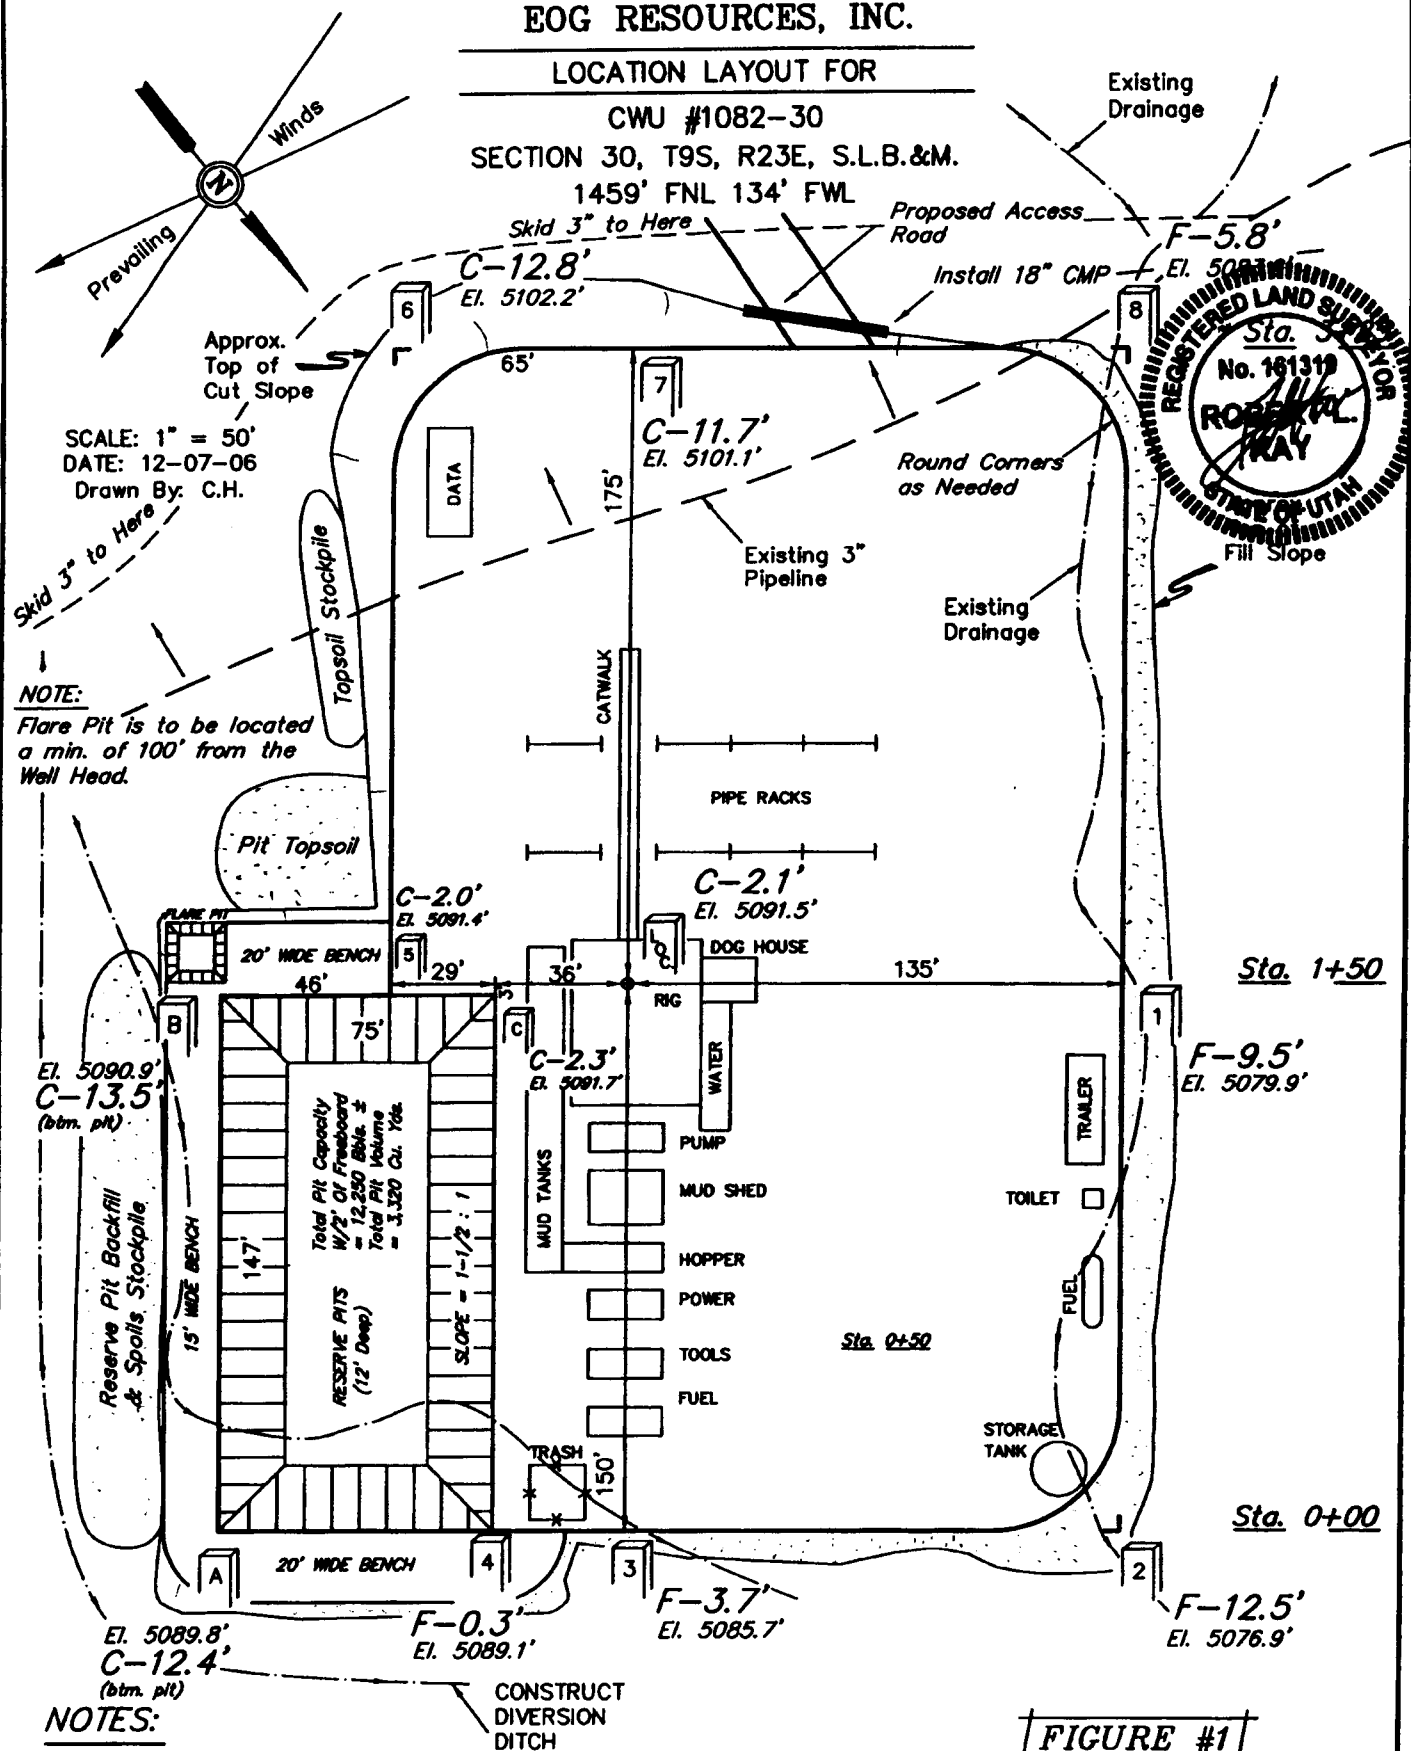 EOG RESOURCES, INC.
LOCATION LAYOUT FOR
CWU #1082-30
SECTION 30, T9S, R23E, S.L.B.&M.
1459' FNL 134' FWL
Winds
N
Prevailing
Existing
Drainage
Skid 3" to Here
Proposed Access
Road
F-5.8'
El.
C-12.8'
El. 5102.2'
Install 18" CMP
6
8
REGISTERED LAND SURVEYOR
Sta.
No. 161319
ROBERT L.
KAY
STATE OF UTAH
Fill Slope
Approx.
Top of
Cut Slope
65'
7
C-11.7'
El. 5101.1'
175'
SCALE: 1" = 50'
DATE: 12-07-06
Drawn By: C.H.
DATA
Round Corners
as Needed
Skid 3" to Here
Existing 3"
Pipeline
Topsoil Stockpile
Existing
Drainage
NOTE:
Flare Pit is to be located
a min. of 100' from the
Well Head.
CATWALK
PIPE RACKS
Pit Topsoil
C-2.0'
El. 5091.4'
C-2.1'
El. 5091.5'
FLARE PIT
20' WIDE BENCH
5
LOC.
DOG HOUSE
46'
29'
36'
135'
3'
RIG
Sta. 1+50
B
75'
C
1
C-2.3'
El. 5091.7'
WATER
F-9.5'
El. 5079.9'
El. 5090.9'
C-13.5'
(btm. pit)
TRAILER
Total Pit Capacity
W/2' Of Freeboard
= 12,250 Bbls. ±
Total Pit Volume
= 3,320 Cu. Yds.
PUMP
MUD TANKS
MUD SHED
TOILET
Reserve Pit Backfill
& Spoils Stockpile
15' WIDE BENCH
147'
SLOPE = 1-1/2 : 1
HOPPER
FUEL
POWER
RESERVE PITS
(12' Deep)
Sta. 0+50
TOOLS
FUEL
TRASH
150'
STORAGE
TANK
Sta. 0+00
A
20' WIDE BENCH
4
3
2
F-0.3'
El. 5089.1'
F-3.7'
El. 5085.7'
F-12.5'
El. 5076.9'
El. 5089.8'
C-12.4'
(btm. pit)
CONSTRUCT
DIVERSION
DITCH
NOTES:
FIGURE #1